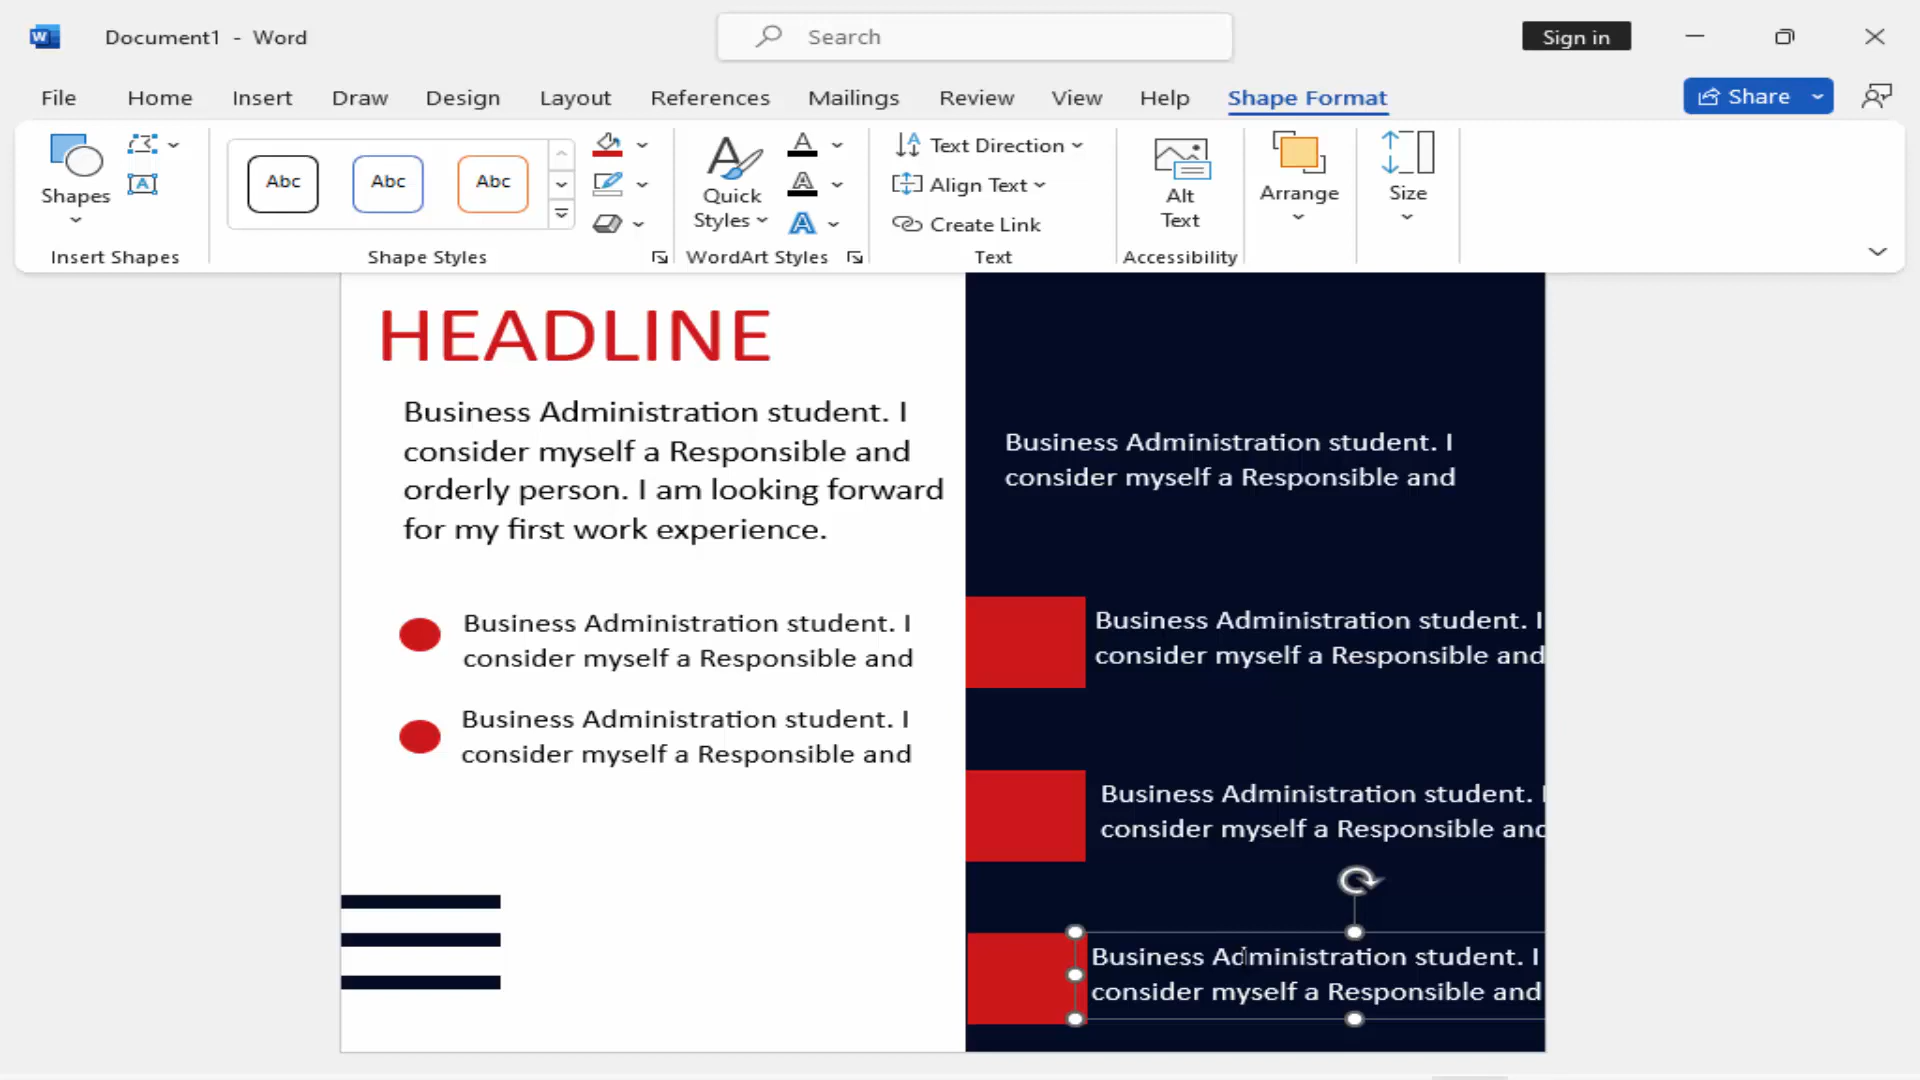 Document1 - Word
Search
Sign in
File Home Insert Draw Design Layout References Mailings Review View Help Shape Format
Share
Shapes
Abc Abc Abc
Quick
Styles
Text Direction
Align Text
Create Link
Alt
Text
Arrange
Size
Insert Shapes
Shape Styles
WordArt Styles
Text
Accessibility
HEADLINE
Business Administration student. I
consider myself a Responsible and
orderly person. I am looking forward
for my first work experience.
Business Administration student. I
consider myself a Responsible and
Business Administration student. I
consider myself a Responsible and
Business Administration student. I
consider myself a Responsible and
Business Administration student. I
consider myself a Responsible and
Business Administration student. I
consider myself a Responsible and
Business Administration student. I
consider myself a Responsible and